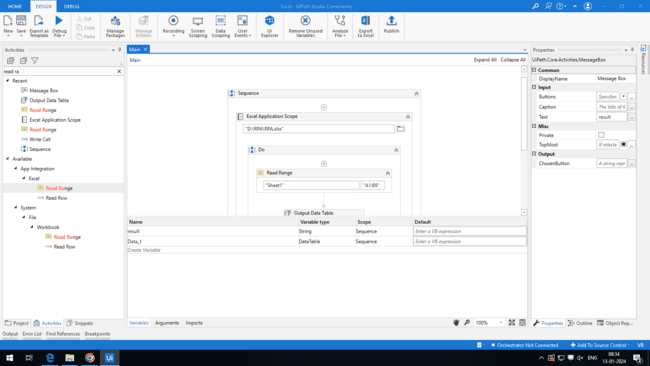 HOME DESIGN DEBUG
Excel - UiPath Studio Community
New Save Export as Template Debug File Cut Copy Paste Manage Packages Manage Entities Recording Screen Scraping Data Scraping User Events UI Explorer Remove Unused Variables Analyze File Export to Excel Publish
Activities
read ra
Recent
Message Box
Output Data Table
Read Range
Excel Application Scope
Read Range
Write Cell
Sequence
Available
App Integration
Excel
Read Range
Read Row
System
File
Workbook
Read Range
Read Row
Project Activities Snippets
Main
Main
Expand All Collapse All
Sequence
Excel Application Scope
Do
Read Range
"Sheet1" "A1:B9"
Output Data Table
Name Variable type Scope Default
result String Sequence Enter a VB expression
Data_t DataTable Sequence Enter a VB expression
Create Variable
Variables Arguments Imports
100%
Properties
UiPath.Core.Activities.MessageBox
Common
DisplayName Message Box
Input
Buttons
Caption The title of t
Text result
Misc
Private
TopMost If selecte
Output
ChosenButton A string repr
Properties Outline Object Rep...
Resources
Output Error List Find References Breakpoints
Orchestrator Not Connected Add To Source Control VB
ENG
08:34
13-01-2024